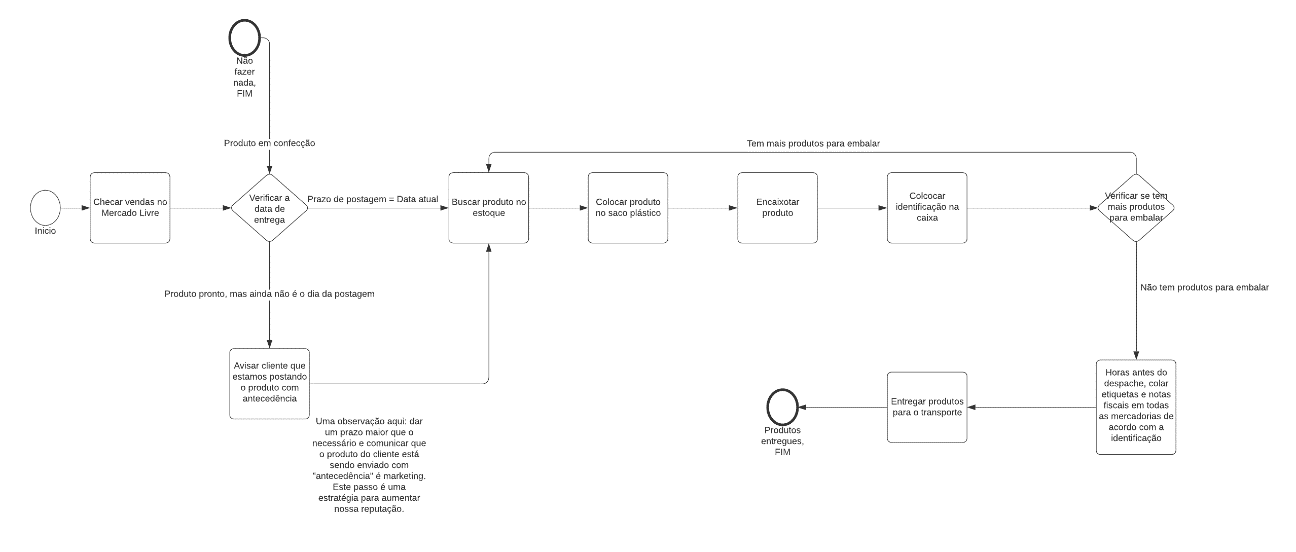 Não
fazer
nada,
FIM
Produto em confecção
Tem mais produtos para embalar
Início
Checar vendas no
Mercado Livre
Verificar a
data de
entrega
Prazo de postagem = Data atual
Buscar produto no
estoque
Colocar produto
no saco plástico
Encaixotar
produto
Colcocar
identificação na
caixa
Verificar se tem
mais produtos
para embalar
Produto pronto, mas ainda não é o dia da postagem
Não tem produtos para embalar
Avisar cliente que
estamos postando
o produto com
antecedência
Uma observação aqui: dar
um prazo maior que o
necessário e comunicar que
o produto do cliente está
sendo enviado com
"antecedência" é marketing.
Este passo é uma
estratégia para aumentar
nossa reputação.
Horas antes do
despache, colar
etiquetas e notas
fiscais em todas
as mercadorias de
acordo com a
identificação
Entregar produtos
para o transporte
Produtos
entregues,
FIM